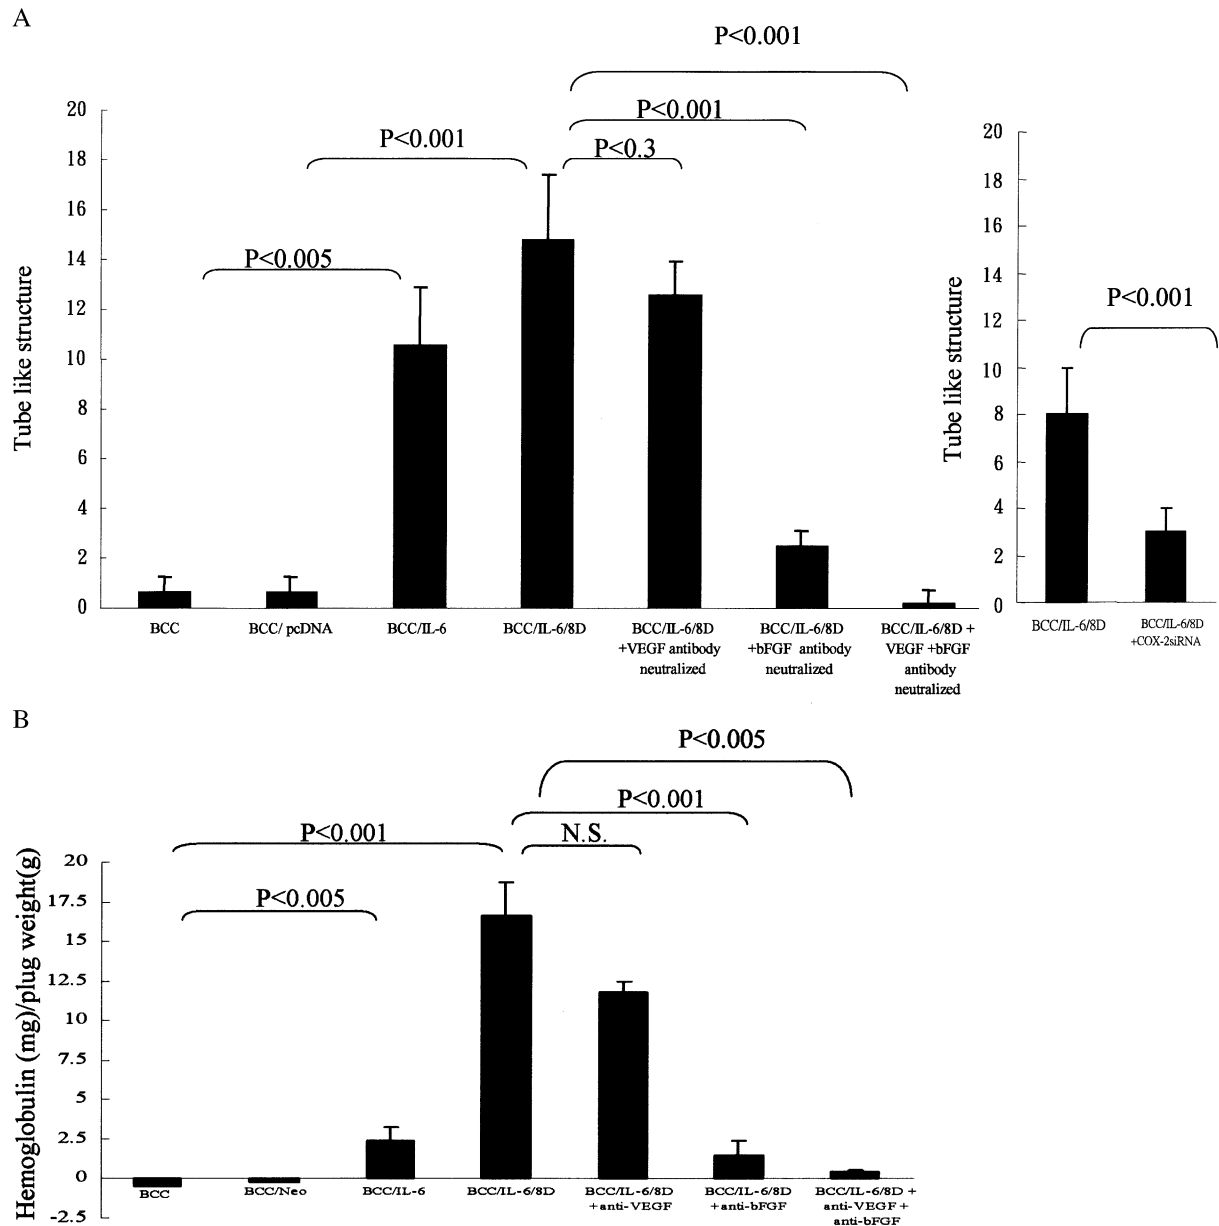 A
P<0.001
P<0.001
P<0.001
P<0.3
P<0.005
Tube like structure
20
18
16
14
12
10
8
6
4
2
0
BCC
BCC/ pcDNA
BCC/IL-6
BCC/IL-6/8D
BCC/IL-6/8D
+VEGF antibody
neutralized
BCC/IL-6/8D
+bFGF antibody
neutralized
BCC/IL-6/8D +
VEGF +bFGF
antibody
neutralized
P<0.001
Tube like structure
20
18
16
14
12
10
8
6
4
2
0
BCC/IL-6/8D
BCC/IL-6/8D
+COX-2siRNA
B
P<0.005
P<0.001
P<0.001
N.S.
P<0.005
Hemoglobulin (mg)/plug weight(g)
20
17.5
15
12.5
10
7.5
5
2.5
0
-2.5
BCC
BCC/Neo
BCC/IL-6
BCC/IL-6/8D
BCC/IL-6/8D
+anti-VEGF
BCC/IL-6/8D
+anti-bFGF
BCC/IL-6/8D +
anti-VEGF +
anti-bFGF